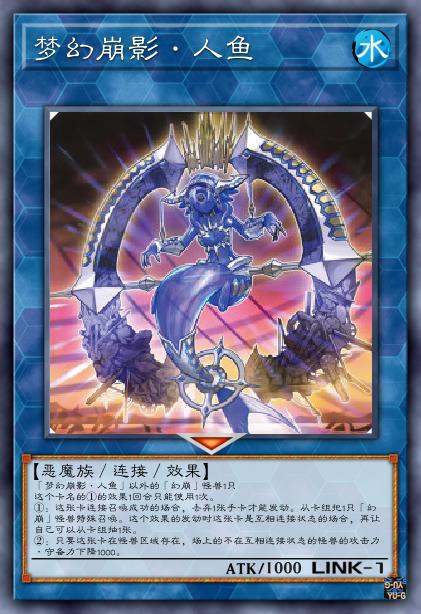 梦幻崩影·人鱼
水
【恶魔族／连接／效果】
「梦幻崩影·人鱼」以外的「幻崩」怪兽1只
这个卡名的①的效果1回合只能使用1次。
①：这张卡连接召唤成功的场合，丢弃1张手卡才能发动。从卡组把1只「幻
崩」怪兽特殊召唤。这个效果的发动时这张卡是互相连接状态的场合，再让
自己可以从卡组抽1张。
②：只要这张卡在怪兽区域存在，场上的不在互相连接状态的怪兽的攻击力
·守备力下降1000。
ATK/1000 LINK-1